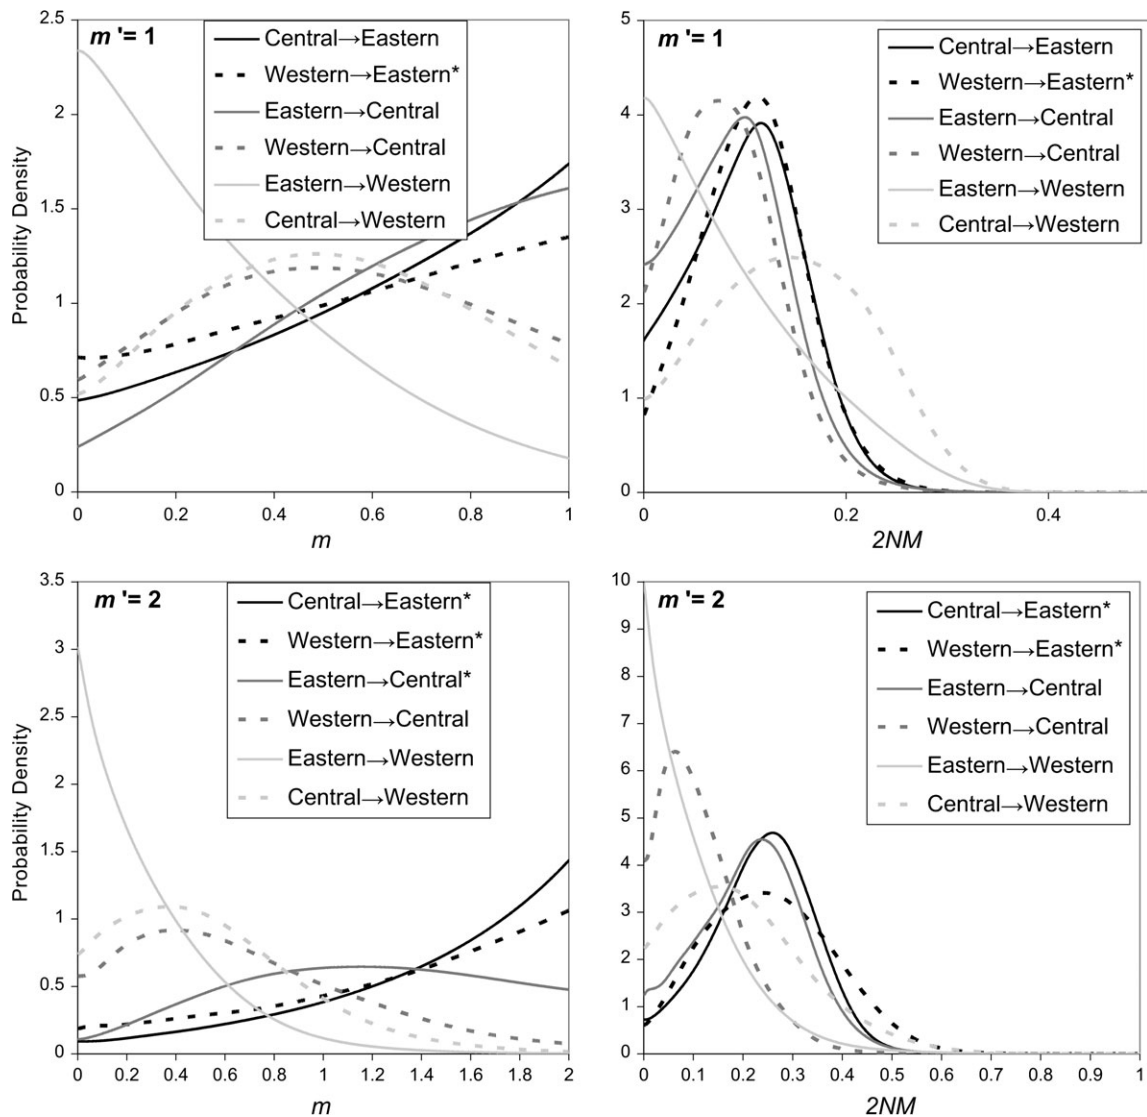 m '= 1
Probability Density
2.5
2
1.5
1
0.5
0
Central→Eastern
Western→Eastern*
Eastern→Central
Western→Central
Eastern→Western
Central→Western
0 0.2 0.4 0.6 0.8 1
m
m '= 1
5
4
3
2
1
0
Central→Eastern
Western→Eastern*
Eastern→Central
Western→Central
Eastern→Western
Central→Western
0 0.2 0.4
2NM
m '= 2
Probability Density
3.5
3
2.5
2
1.5
1
0.5
0
Central→Eastern*
Western→Eastern*
Eastern→Central*
Western→Central
Eastern→Western
Central→Western
0 0.2 0.4 0.6 0.8 1 1.2 1.4 1.6 1.8 2
m
m '= 2
10
9
8
7
6
5
4
3
2
1
0
Central→Eastern*
Western→Eastern*
Eastern→Central
Western→Central
Eastern→Western
Central→Western
0 0.1 0.2 0.3 0.4 0.5 0.6 0.7 0.8 0.9 1
2NM